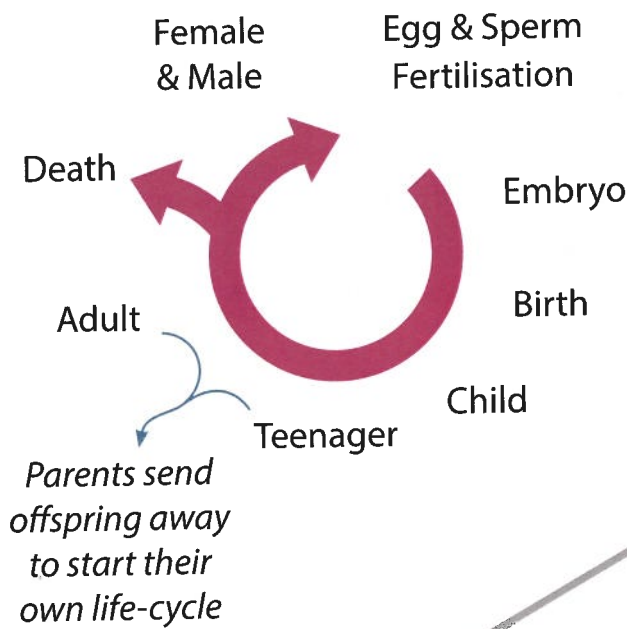 Female
& Male
Egg & Sperm
Fertilisation
Death
Embryo
Birth
Adult
Child
Teenager
Parents send
offspring away
to start their
own life-cycle